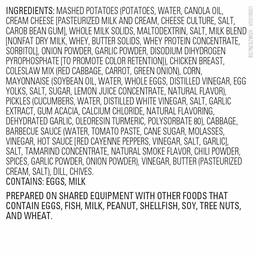 INGREDIENTS: MASHED POTATOES (POTATOES, WATER, CANOLA OIL,
CREAM CHEESE [PASTEURIZED MILK AND CREAM, CHEESE CULTURE, SALT,
CAROB BEAN GUM], WHOLE MILK SOLIDS, MALTODEXTRIN, SALT, MILK BLEND
[NONFAT DRY MILK, WHEY, BUTTER SOLIDS, WHEY PROTEIN CONCENTRATE,
SORBITOL], ONION POWDER, GARLIC POWDER, DISODIUM DIHYDROGEN
PYROPHOSPHATE [TO PROMOTE COLOR RETENTION]), CHICKEN BREAST,
COLESLAW MIX (RED CABBAGE, CARROT, GREEN ONION), CORN,
MAYONNAISE (SOYBEAN OIL, WATER, WHOLE EGGS, DISTILLED VINEGAR, EGG
YOLKS, SALT, SUGAR, LEMON JUICE CONCENTRATE, NATURAL FLAVOR),
PICKLES (CUCUMBERS, WATER, DISTILLED WHITE VINEGAR, SALT, GARLIC
EXTRACT, GUM ACACIA, CALCIUM CHLORIDE, NATURAL FLAVORING,
DEHYDRATED GARLIC, OLEORESIN TURMERIC, POLYSORBATE 80), CABBAGE,
BARBECUE SAUCE (WATER, TOMATO PASTE, CANE SUGAR, MOLASSES,
VINEGAR, HOT SAUCE [RED CAYENNE PEPPERS, VINEGAR, SALT, GARLIC],
SALT, TAMARIND CONCENTRATE, NATURAL SMOKE FLAVOR, CHILI POWDER,
SPICES, GARLIC POWDER, ONION POWDER), VINEGAR, BUTTER (PASTEURIZED
CREAM, SALT), DILL, CHIVES.
CONTAINS: EGGS, MILK
PREPARED ON SHARED EQUIPMENT WITH OTHER FOODS THAT
CONTAIN EGGS, FISH, MILK, PEANUT, SHELLFISH, SOY, TREE NUTS,
AND WHEAT.